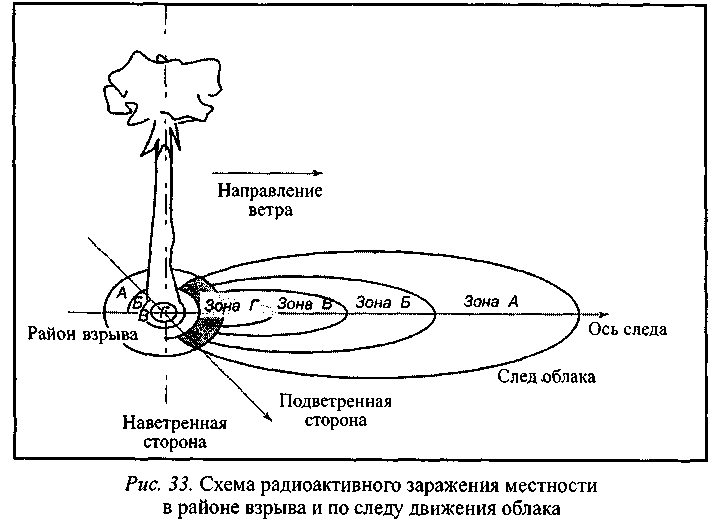 Направление
ветра
А
Б
В
Г
Зона Г
Зона В
Зона Б
Зона А
Район взрыва
Ось следа
След облака
Подветренная
сторона
Наветренная
сторона
Рис. 33. Схема радиоактивного заражения местности
в районе взрыва и по следу движения облака